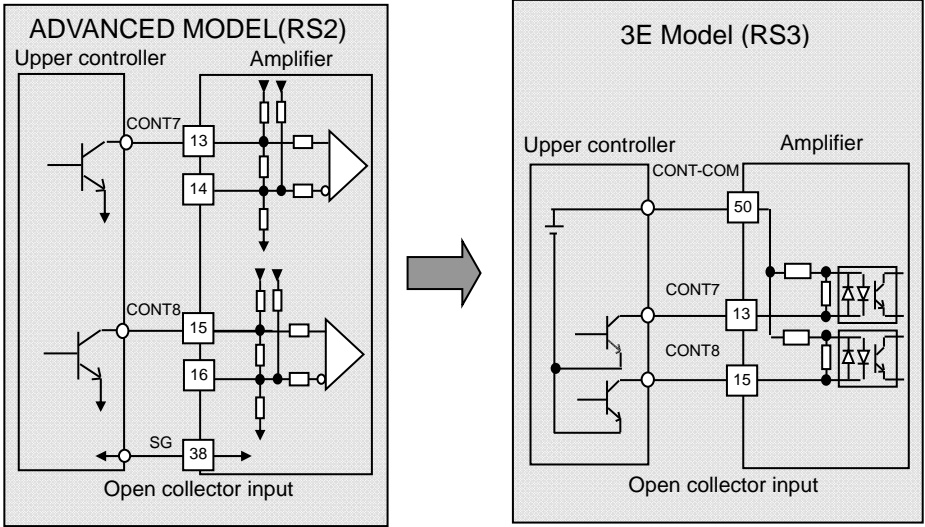 ADVANCED MODEL(RS2)
Upper controller
Amplifier
CONT7
13
14
CONT8
15
16
SG
38
Open collector input
3E Model (RS3)
Upper controller
Amplifier
CONT-COM
50
CONT7
13
CONT8
15
Open collector input